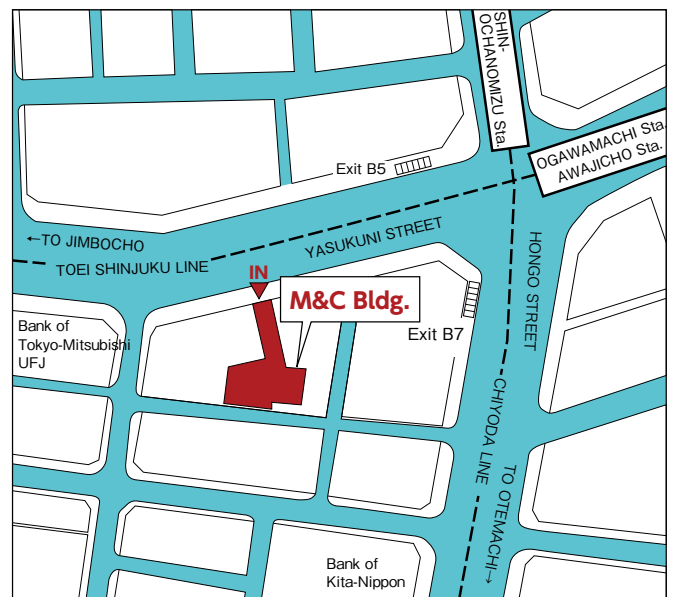 SHIN-
OCHANOMIZU Sta.
OGAWAMACHI Sta.
AWAJICHO Sta.
Exit B5
←TO JIMBOCHO
TOEI SHINJUKU LINE
YASUKUNI STREET
HONGO STREET
IN
M&C Bldg.
Bank of
Tokyo-Mitsubishi
UFJ
Exit B7
CHIYODA LINE
TO OTEMACHI→
Bank of
Kita-Nippon